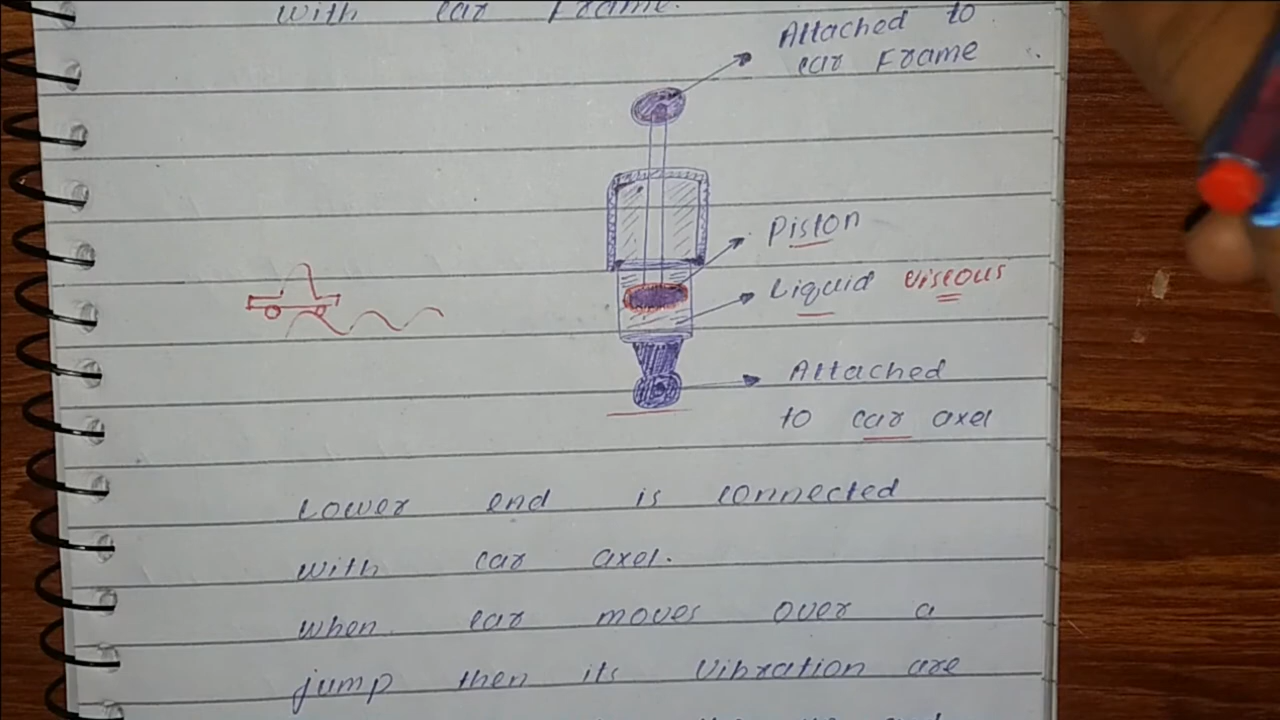 with car Frame.
Attached to
car Frame
Piston
Liquid viscous
Attached
to car axel
Lower end is connected
with car axel.
when car moves over a
jump then its vibration are